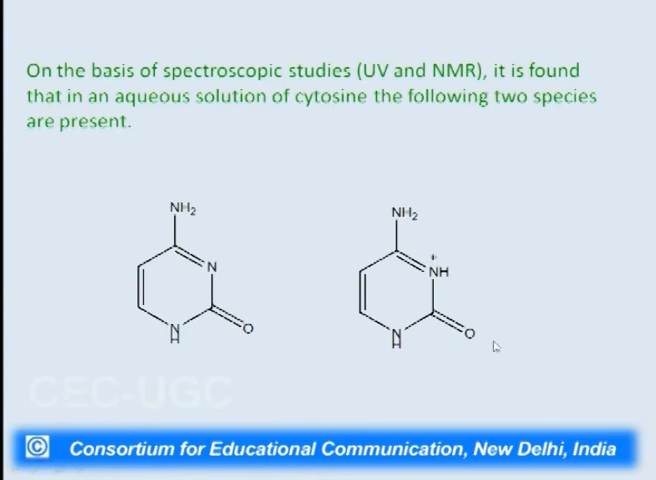 On the basis of spectroscopic studies (UV and NMR), it is found
that in an aqueous solution of cytosine the following two species
are present.
NH₂ NH₂
N +
NH
N
H O N
H O
CEC-UGC
© Consortium for Educational Communication, New Delhi, India